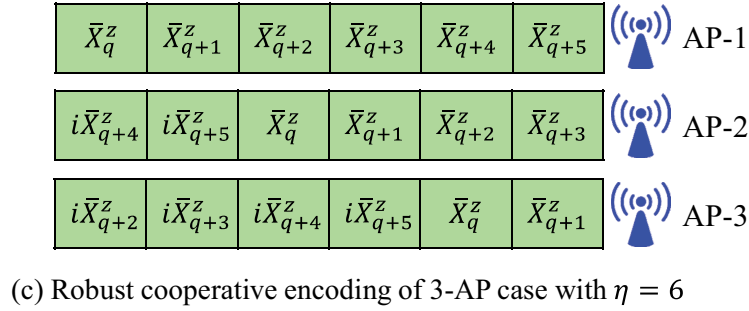 X̄_q^z X̄_{q+1}^z X̄_{q+2}^z X̄_{q+3}^z X̄_{q+4}^z X̄_{q+5}^z AP-1
iX̄_{q+4}^z iX̄_{q+5}^z X̄_q^z X̄_{q+1}^z X̄_{q+2}^z X̄_{q+3}^z AP-2
iX̄_{q+2}^z iX̄_{q+3}^z iX̄_{q+4}^z iX̄_{q+5}^z X̄_q^z X̄_{q+1}^z AP-3
(c) Robust cooperative encoding of 3-AP case with η = 6